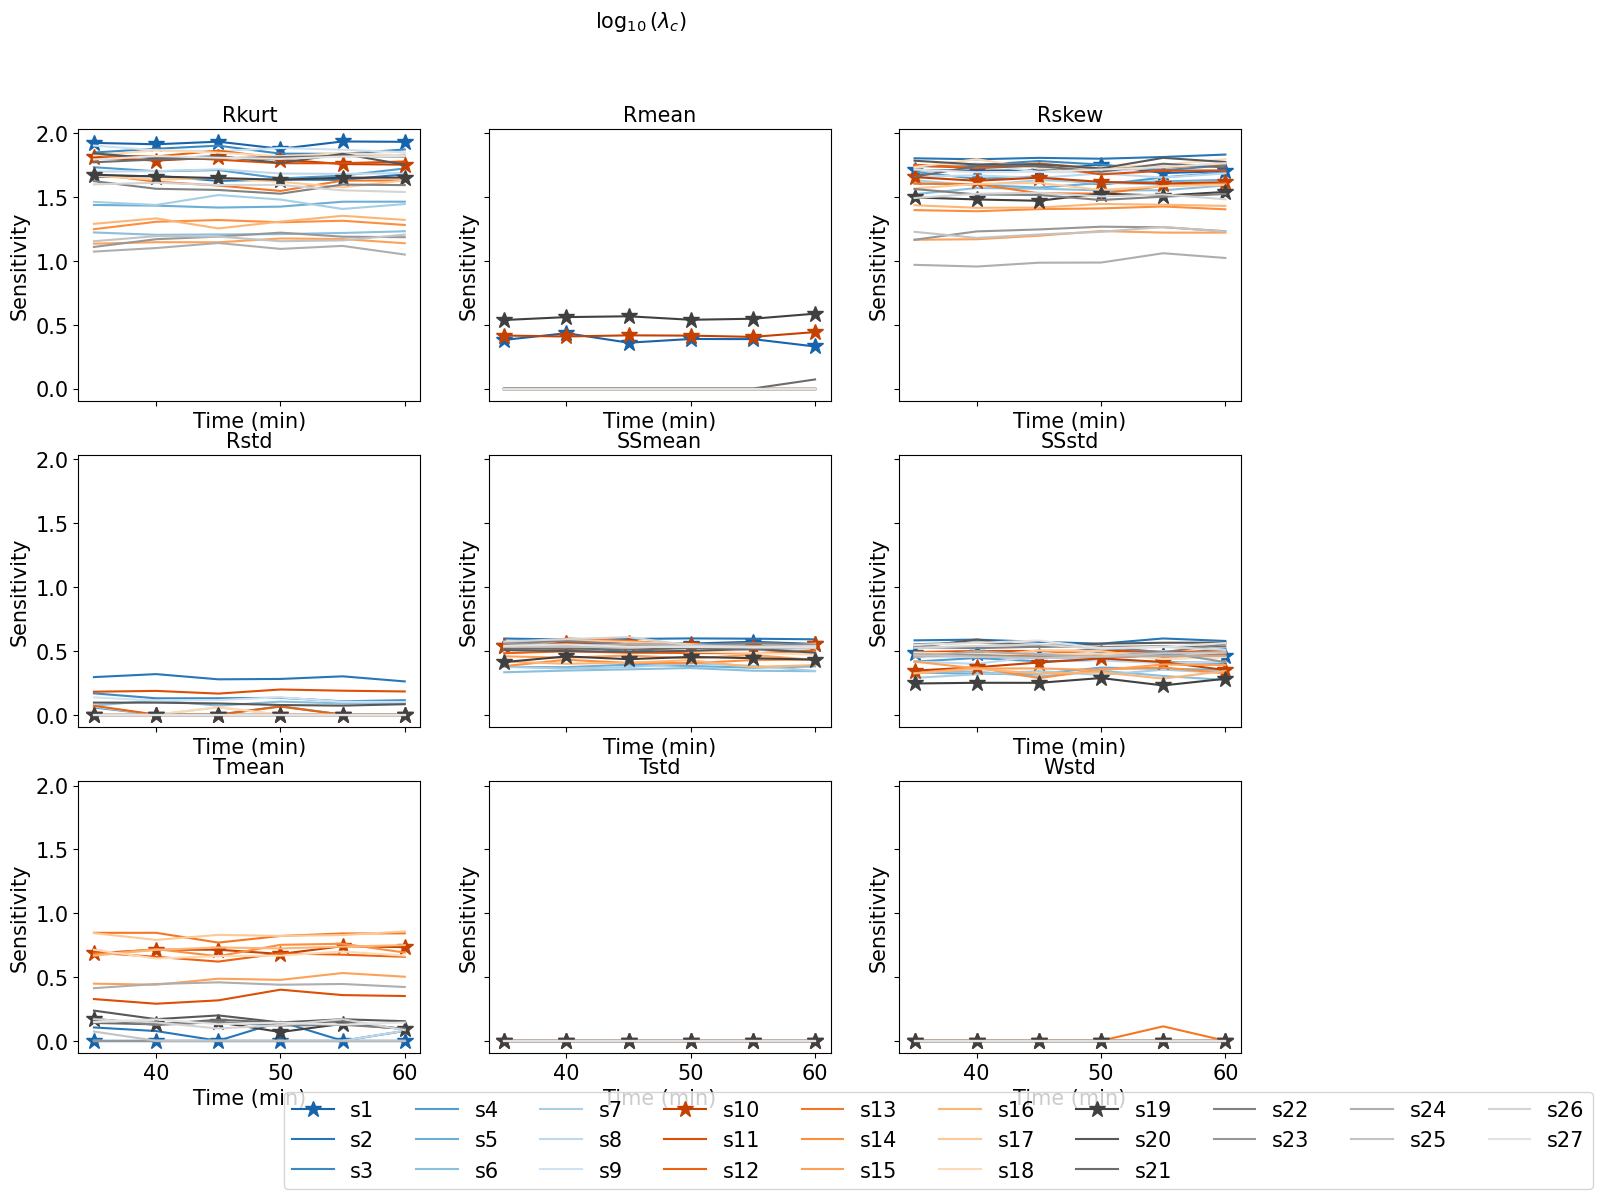 log₁₀(λ_c)
Rkurt
Rmean
Rskew
2.0
1.5
1.0
0.5
0.0
Sensitivity
Sensitivity
Sensitivity
Time (min)
Time (min)
Time (min)
Rstd
SSmean
SSstd
2.0
1.5
1.0
0.5
0.0
Sensitivity
Sensitivity
Sensitivity
Time (min)
Time (min)
Time (min)
Tmean
Tstd
Wstd
2.0
1.5
1.0
0.5
0.0
Sensitivity
Sensitivity
Sensitivity
40 50 60
40 50 60
40 50 60
Time (min)
Time (min)
Time (min)
s1 s4 s7 s10 s13 s16 s19 s22 s24 s26
s2 s5 s8 s11 s14 s17 s20 s23 s25 s27
s3 s6 s9 s12 s15 s18 s21